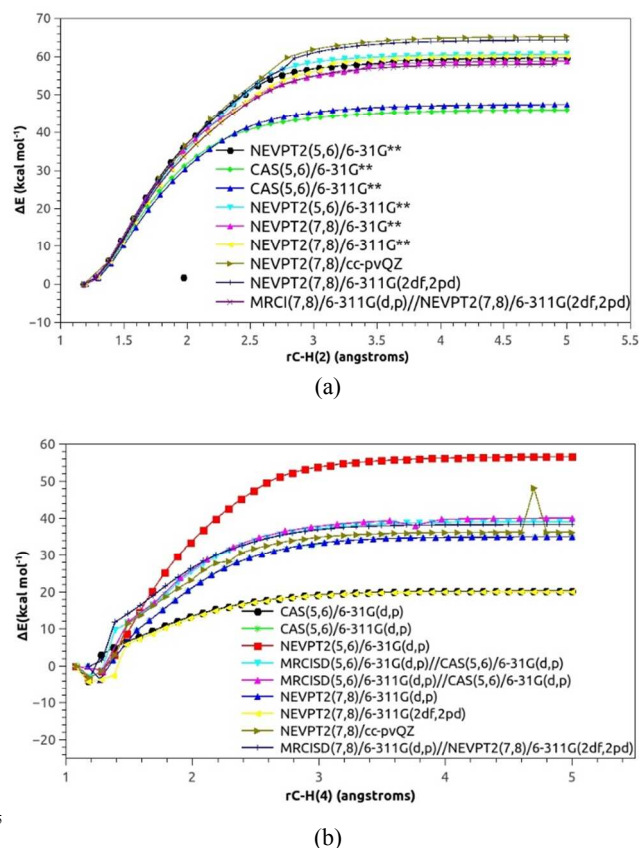 70
60
50
40
30
20
10
0
−10
ΔE (kcal mol⁻¹)
NEVPT2(5,6)/6-31G**
CAS(5,6)/6-31G**
CAS(5,6)/6-311G**
NEVPT2(5,6)/6-311G**
NEVPT2(7,8)/6-31G**
NEVPT2(7,8)/6-311G**
NEVPT2(7,8)/cc-pvQZ
NEVPT2(7,8)/6-311G(2df,2pd)
MRCI(7,8)/6-311G(d,p)//NEVPT2(7,8)/6-311G(2df,2pd)
1 1.5 2 2.5 3 3.5 4 4.5 5 5.5
rC-H(2) (angstroms)
(a)
60
50
40
30
20
10
0
−10
−20
ΔE(kcal mol⁻¹)
CAS(5,6)/6-31G(d,p)
CAS(5,6)/6-311G(d,p)
NEVPT2(5,6)/6-31G(d,p)
MRCISD(5,6)/6-31G(d,p)//CAS(5,6)/6-31G(d,p)
MRCISD(5,6)/6-311G(d,p)//CAS(5,6)/6-31G(d,p)
NEVPT2(7,8)/6-311G(d,p)
NEVPT2(7,8)/6-311G(2df,2pd)
NEVPT2(7,8)/cc-pvQZ
MRCISD(7,8)/6-311G(d,p)//NEVPT2(7,8)/6-311G(2df,2pd)
1 2 3 4 5
rC-H(4) (angstroms)
(b)